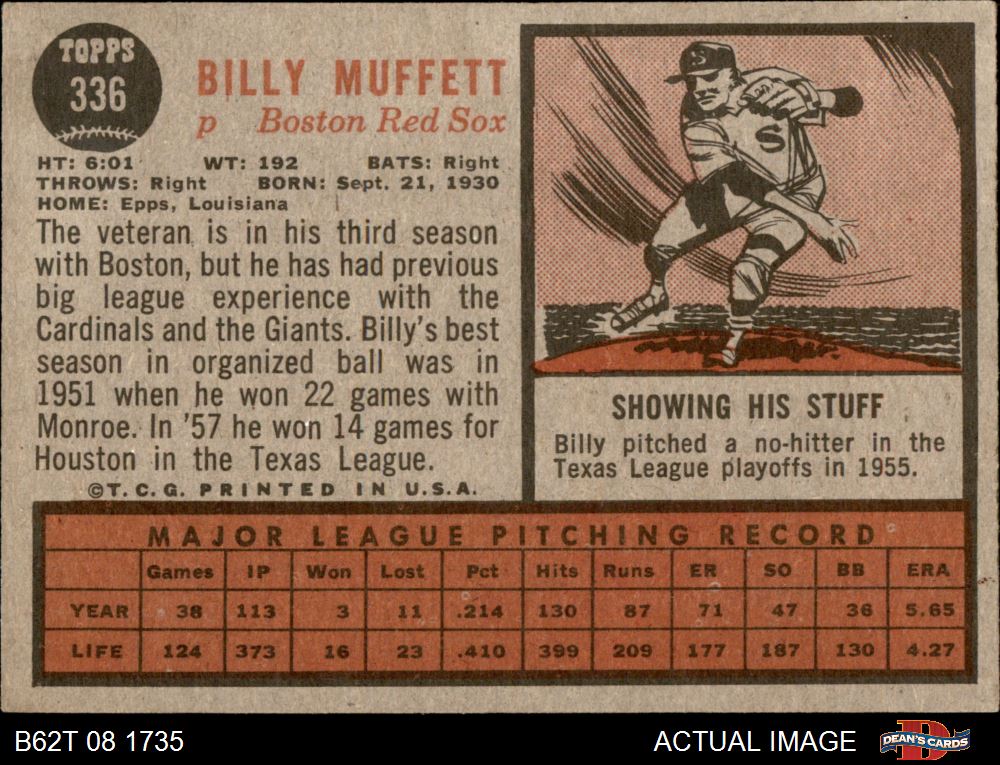 TOPPS
336
BILLY MUFFETT
p Boston Red Sox
HT: 6:01 WT: 192 BATS: Right
THROWS: Right BORN: Sept. 21, 1930
HOME: Epps, Louisiana
The veteran is in his third season
with Boston, but he has had previous
big league experience with the
Cardinals and the Giants. Billy's best
season in organized ball was in
1951 when he won 22 games with
Monroe. In '57 he won 14 games for
Houston in the Texas League.
©T.C.G. PRINTED IN U.S.A.
S
S
SHOWING HIS STUFF
Billy pitched a no-hitter in the
Texas League playoffs in 1955.
MAJOR LEAGUE PITCHING RECORD
Games IP Won Lost Pct Hits Runs ER SO BB ERA
YEAR 38 113 3 11 .214 130 87 71 47 36 5.65
LIFE 124 373 16 23 .410 399 209 177 187 130 4.27
B62T 08 1735 ACTUAL IMAGE D DEAN'S CARDS